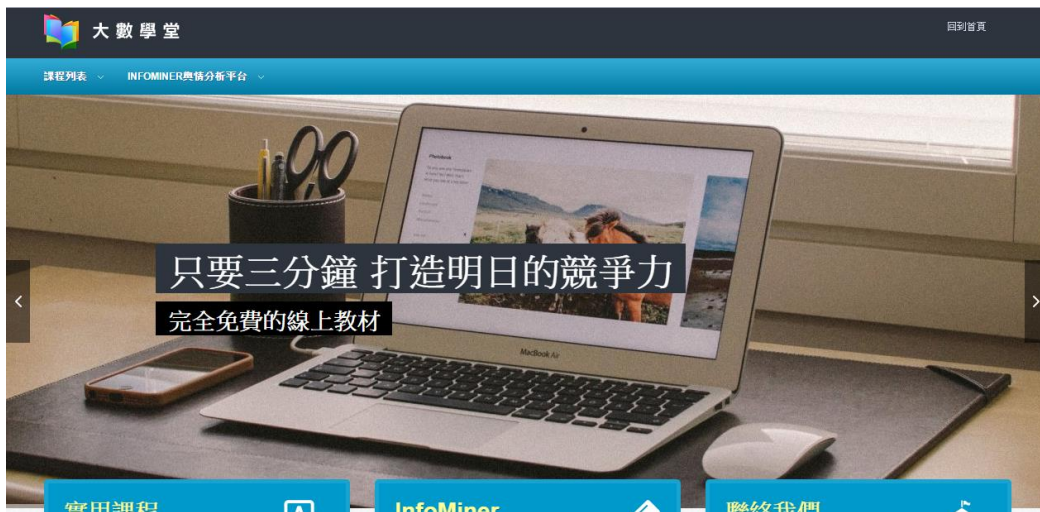 大數學堂
回到首頁
課程列表
INFOMINER輿情分析平台
Photobook
只要三分鐘 打造明日的競爭力
完全免費的線上教材
MacBook Air
實用課程
InfoMiner
聯絡我們